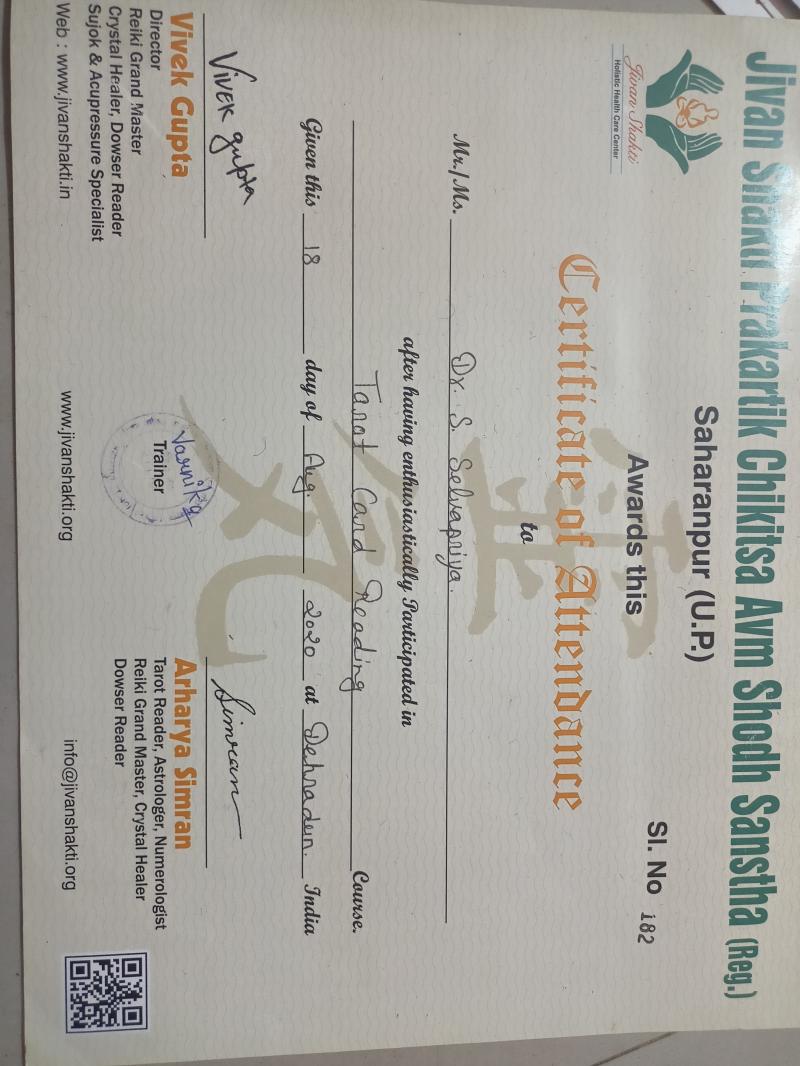 Jivan Shakti Prakartik Chikitsa Avm Shodh Sanstha (Reg.)
Saharanpur (U.P.)
Jivan Shakti
Holistic Health Care Center
Sl. No 182
Awards this
Certificate of Attendance
to
Mr./Ms. Dr. S. Selvapriya.
after having enthusiastically Participated in
Tarot Card Reading Course.
Given this 18 day of Aug. 2020 at Dehradun. India
Vivek gupta
Vivek Gupta
Director
Reiki Grand Master
Crystal Healer, Dowser Reader
Sujok & Acupressure Specialist
Web : www.jivanshakti.in
Varnika
Trainer
www.jivanshakti.org
Simran
Arharya Simran
Tarot Reader, Astrologer, Numerologist
Reiki Grand Master, Crystal Healer
Dowser Reader
info@jivanshakti.org